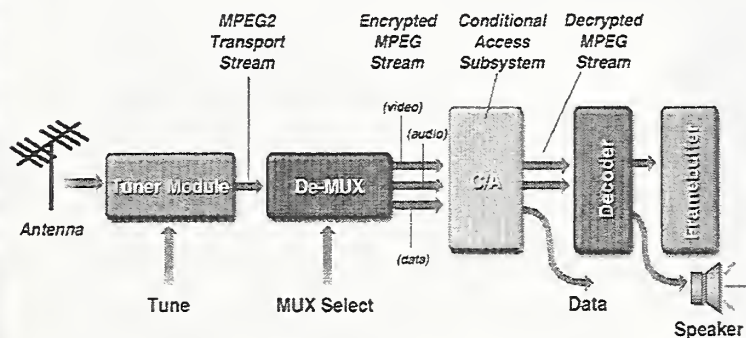 MPEG2
Transport
Stream
Encrypted
MPEG
Stream
Conditional
Access
Subsystem
Decrypted
MPEG
Stream
(video)
(audio)
(data)
Antenna
Tuner Module
De-MUX
C/A
Decoder
Framebuffer
Tune
MUX Select
Data
Speaker